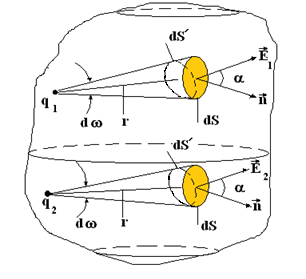 dS′
E⃗₁
q₁
α
n⃗
dω
r
dS
dS′
E⃗₂
q₂
α
n⃗
dω
r
dS